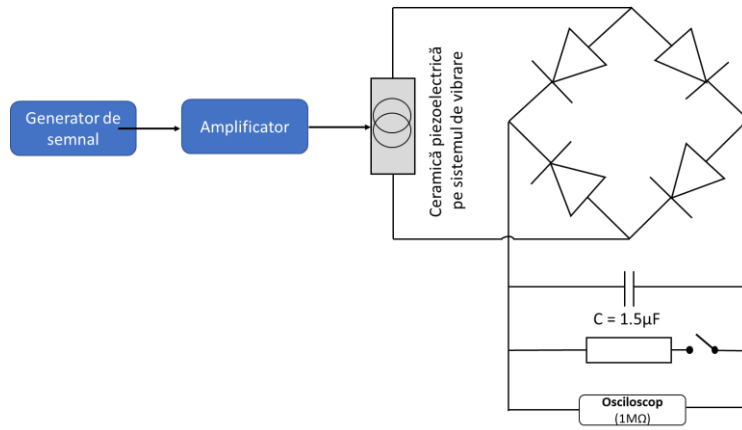 Generator de
semnal
Amplificator
Ceramică piezoelectrică
pe sistemul de vibrare
C = 1.5µF
Osciloscop
(1MΩ)